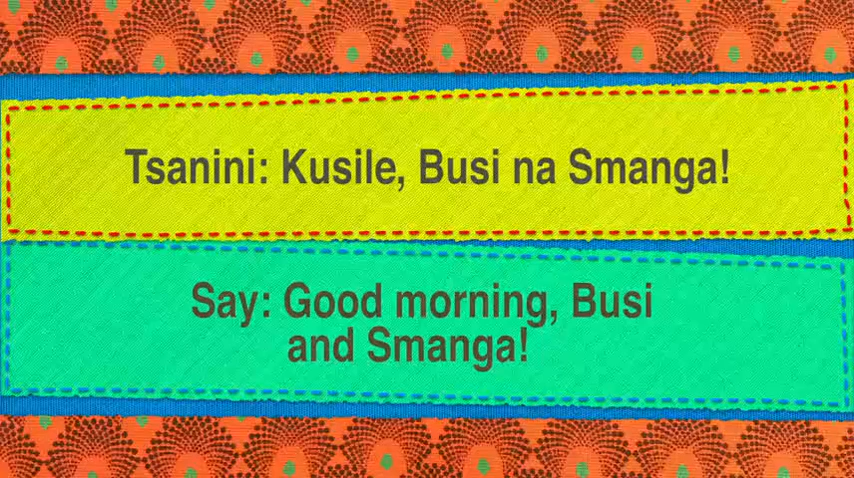 Tsanini: Kusile, Busi na Smanga!
Say: Good morning, Busi
and Smanga!